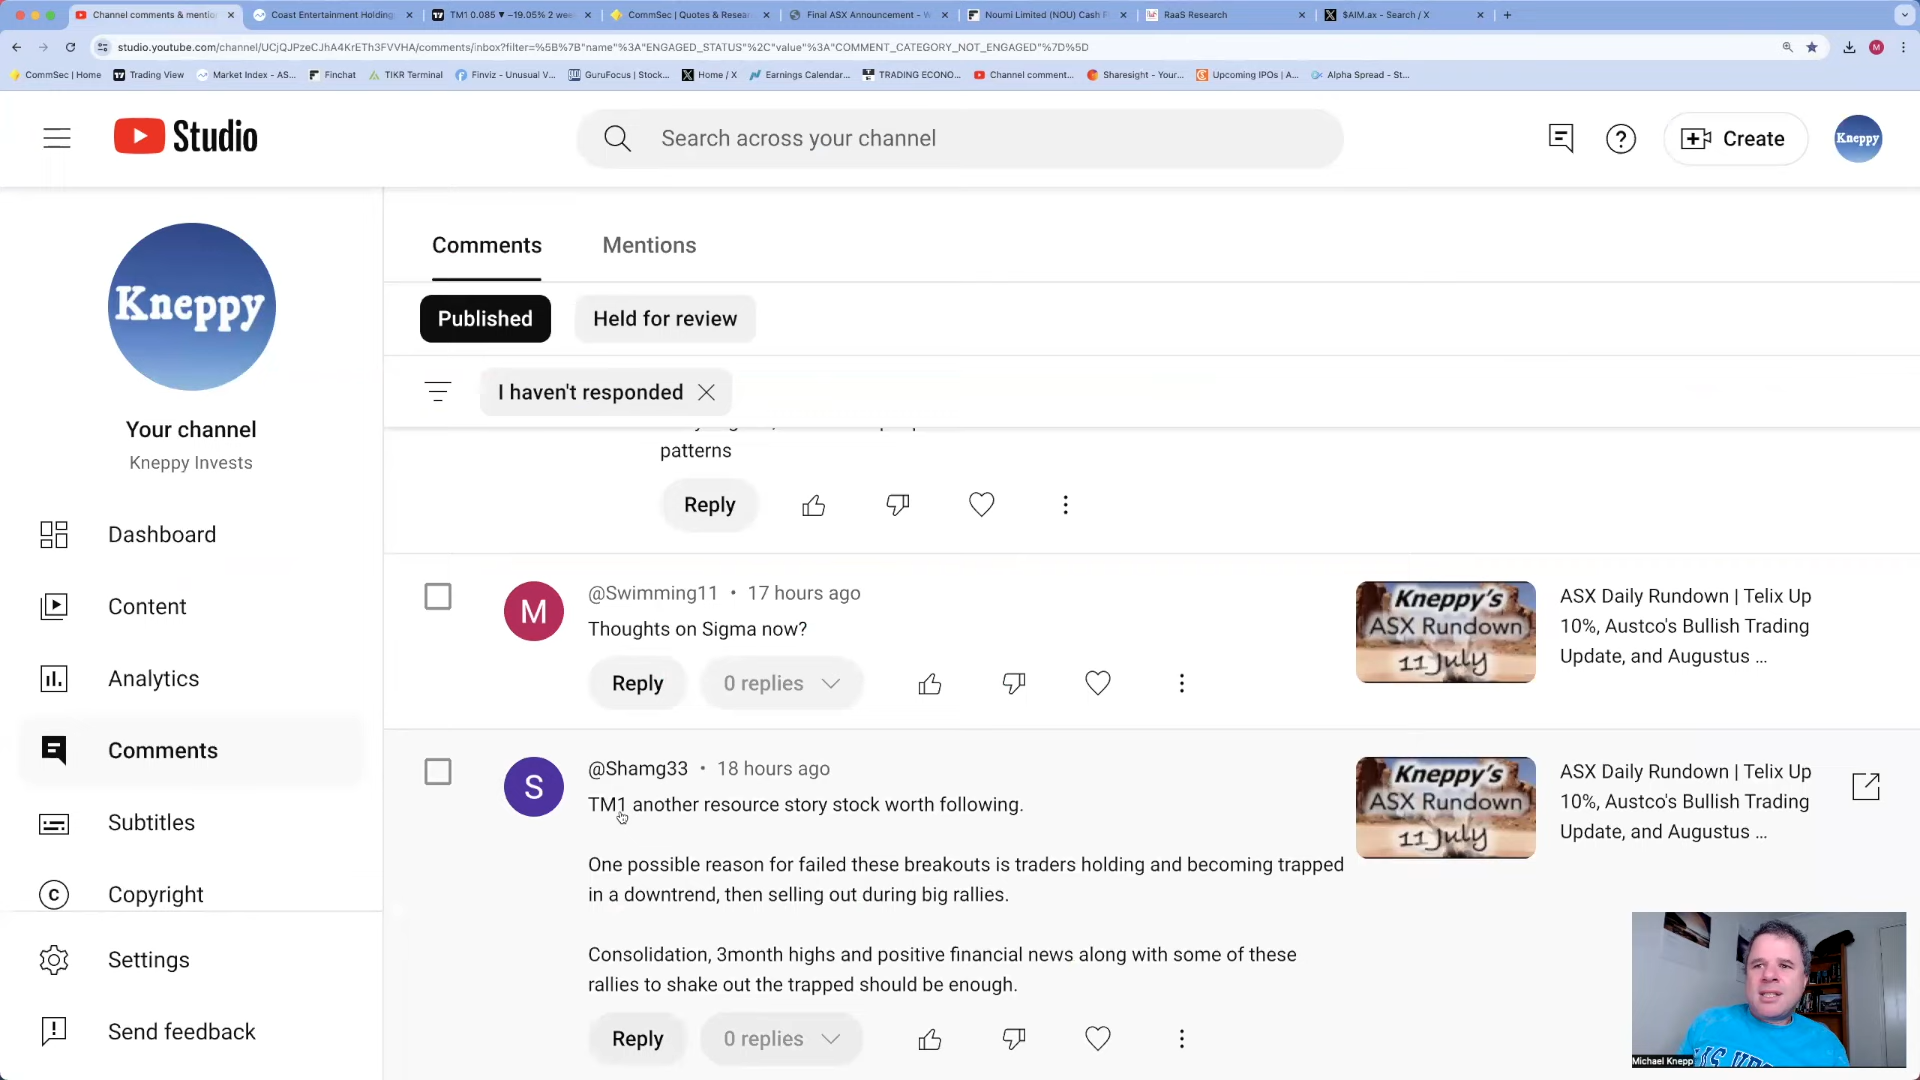 Channel comments & mentio
Coast Entertainment Holding
TM1 0.085 ▼ −19.05% 2 wee
CommSec | Quotes & Resea
Final ASX Announcement - W
Noumi Limited (NOU) Cash F
RaaS Research
$AIM.ax - Search / X
studio.youtube.com/channel/UCjQJPzeCJhA4KrETh3FVVHA/comments/inbox?filter=%5B%7B"name"%3A"ENGAGED_STATUS"%2C"value"%3A"COMMENT_CATEGORY_NOT_ENGAGED"%7D%5D
M
CommSec | Home
Trading View
Market Index - AS...
Finchat
TIKR Terminal
Finviz - Unusual V...
GuruFocus | Stock...
Home / X
Earnings Calendar...
TRADING ECONO...
Channel comment...
Sharesight - Your...
Upcoming IPOs | A...
Alpha Spread - St...
Studio
Search across your channel
Create
Kneppy
Kneppy
Your channel
Kneppy Invests
Dashboard
Content
Analytics
Comments
Subtitles
Copyright
Settings
Send feedback
Comments
Mentions
Published
Held for review
I haven't responded
patterns
Reply
M
@Swimming11 • 17 hours ago
Thoughts on Sigma now?
Reply
0 replies
Kneppy's
ASX Rundown
11 July
ASX Daily Rundown | Telix Up
10%, Austco's Bullish Trading
Update, and Augustus ...
S
@Shamg33 • 18 hours ago
TM1 another resource story stock worth following.
One possible reason for failed these breakouts is traders holding and becoming trapped
in a downtrend, then selling out during big rallies.
Consolidation, 3month highs and positive financial news along with some of these
rallies to shake out the trapped should be enough.
Reply
0 replies
Kneppy's
ASX Rundown
11 July
ASX Daily Rundown | Telix Up
10%, Austco's Bullish Trading
Update, and Augustus ...
Michael Knepp